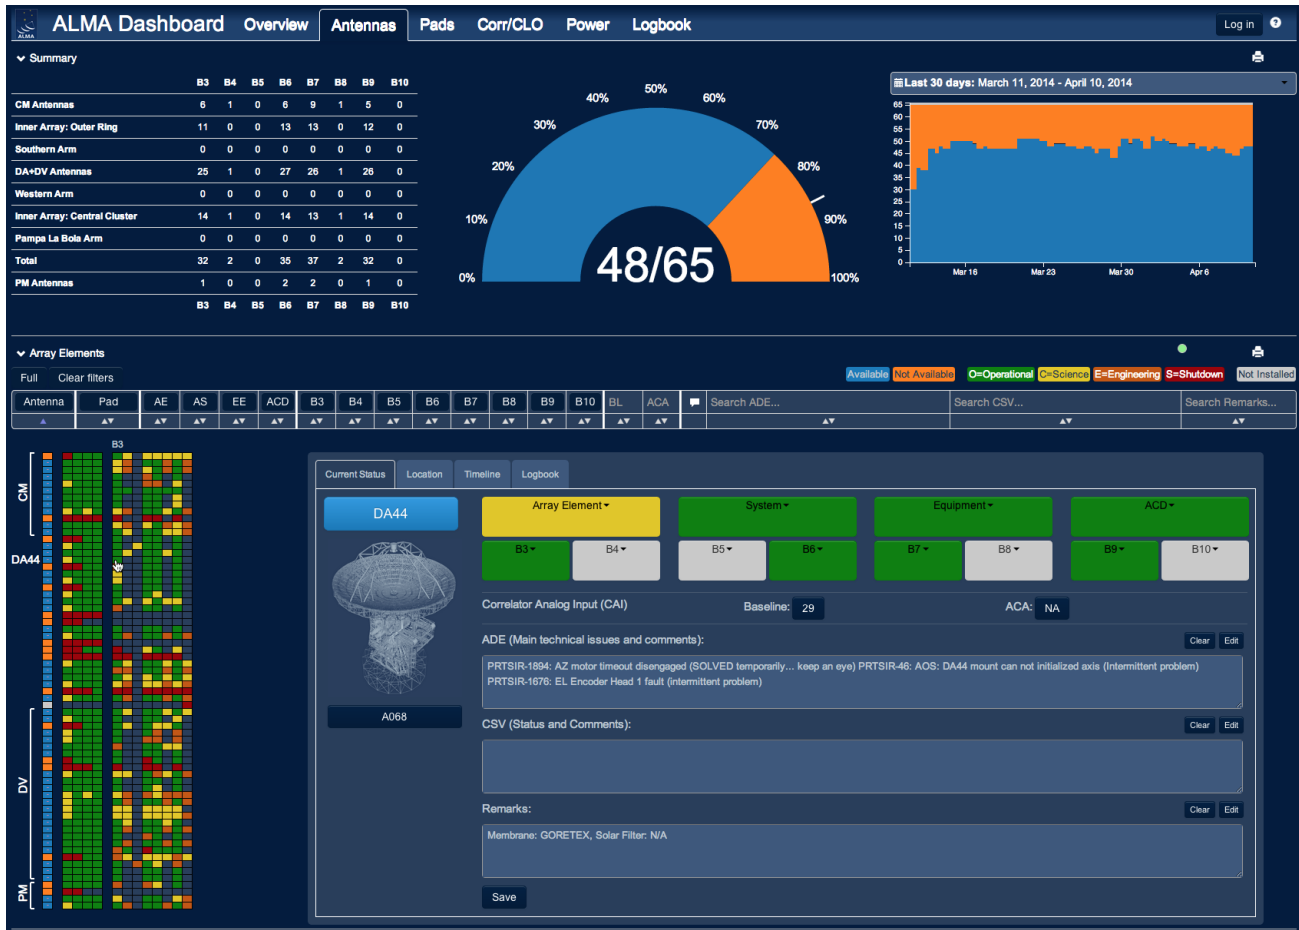 ALMA
ALMA Dashboard Overview Antennas Pads Corr/CLO Power Logbook Log in ?
Summary
B3 B4 B5 B6 B7 B8 B9 B10
CM Antennas 6 1 0 6 9 1 5 0
Inner Array: Outer Ring 11 0 0 13 13 0 12 0
Southern Arm 0 0 0 0 0 0 0 0
DA+DV Antennas 25 1 0 27 26 1 26 0
Western Arm 0 0 0 0 0 0 0 0
Inner Array: Central Cluster 14 1 0 14 13 1 14 0
Pampa La Bola Arm 0 0 0 0 0 0 0 0
Total 32 2 0 35 37 2 32 0
PM Antennas 1 0 0 2 2 0 1 0
B3 B4 B5 B6 B7 B8 B9 B10
0% 10% 20% 30% 40% 50% 60% 70% 80% 90% 100%
48/65
Last 30 days: March 11, 2014 - April 10, 2014
65
60
55
50
45
40
35
30
25
20
15
10
5
0
Mar 16 Mar 23 Mar 30 Apr 6
Array Elements
Full Clear filters
Available Not Available O=Operational C=Science E=Engineering S=Shutdown Not Installed
Antenna Pad AE AS EE ACD B3 B4 B5 B6 B7 B8 B9 B10 BL ACA Search ADE... Search CSV... Search Remarks...
B3
CM
DA44
DV
PM
Current Status Location Timeline Logbook
DA44
A068
Array Element System Equipment ACD
B3 B4 B5 B6 B7 B8 B9 B10
Correlator Analog Input (CAI) Baseline: 29 ACA: NA
ADE (Main technical issues and comments): Clear Edit
PRTSIR-1894: AZ motor timeout disengaged (SOLVED temporarily... keep an eye) PRTSIR-46: AOS: DA44 mount can not initialized axis (Intermittent problem)
PRTSIR-1676: EL Encoder Head 1 fault (intermittent problem)
CSV (Status and Comments): Clear Edit
Remarks: Clear Edit
Membrane: GORETEX, Solar Filter: N/A
Save